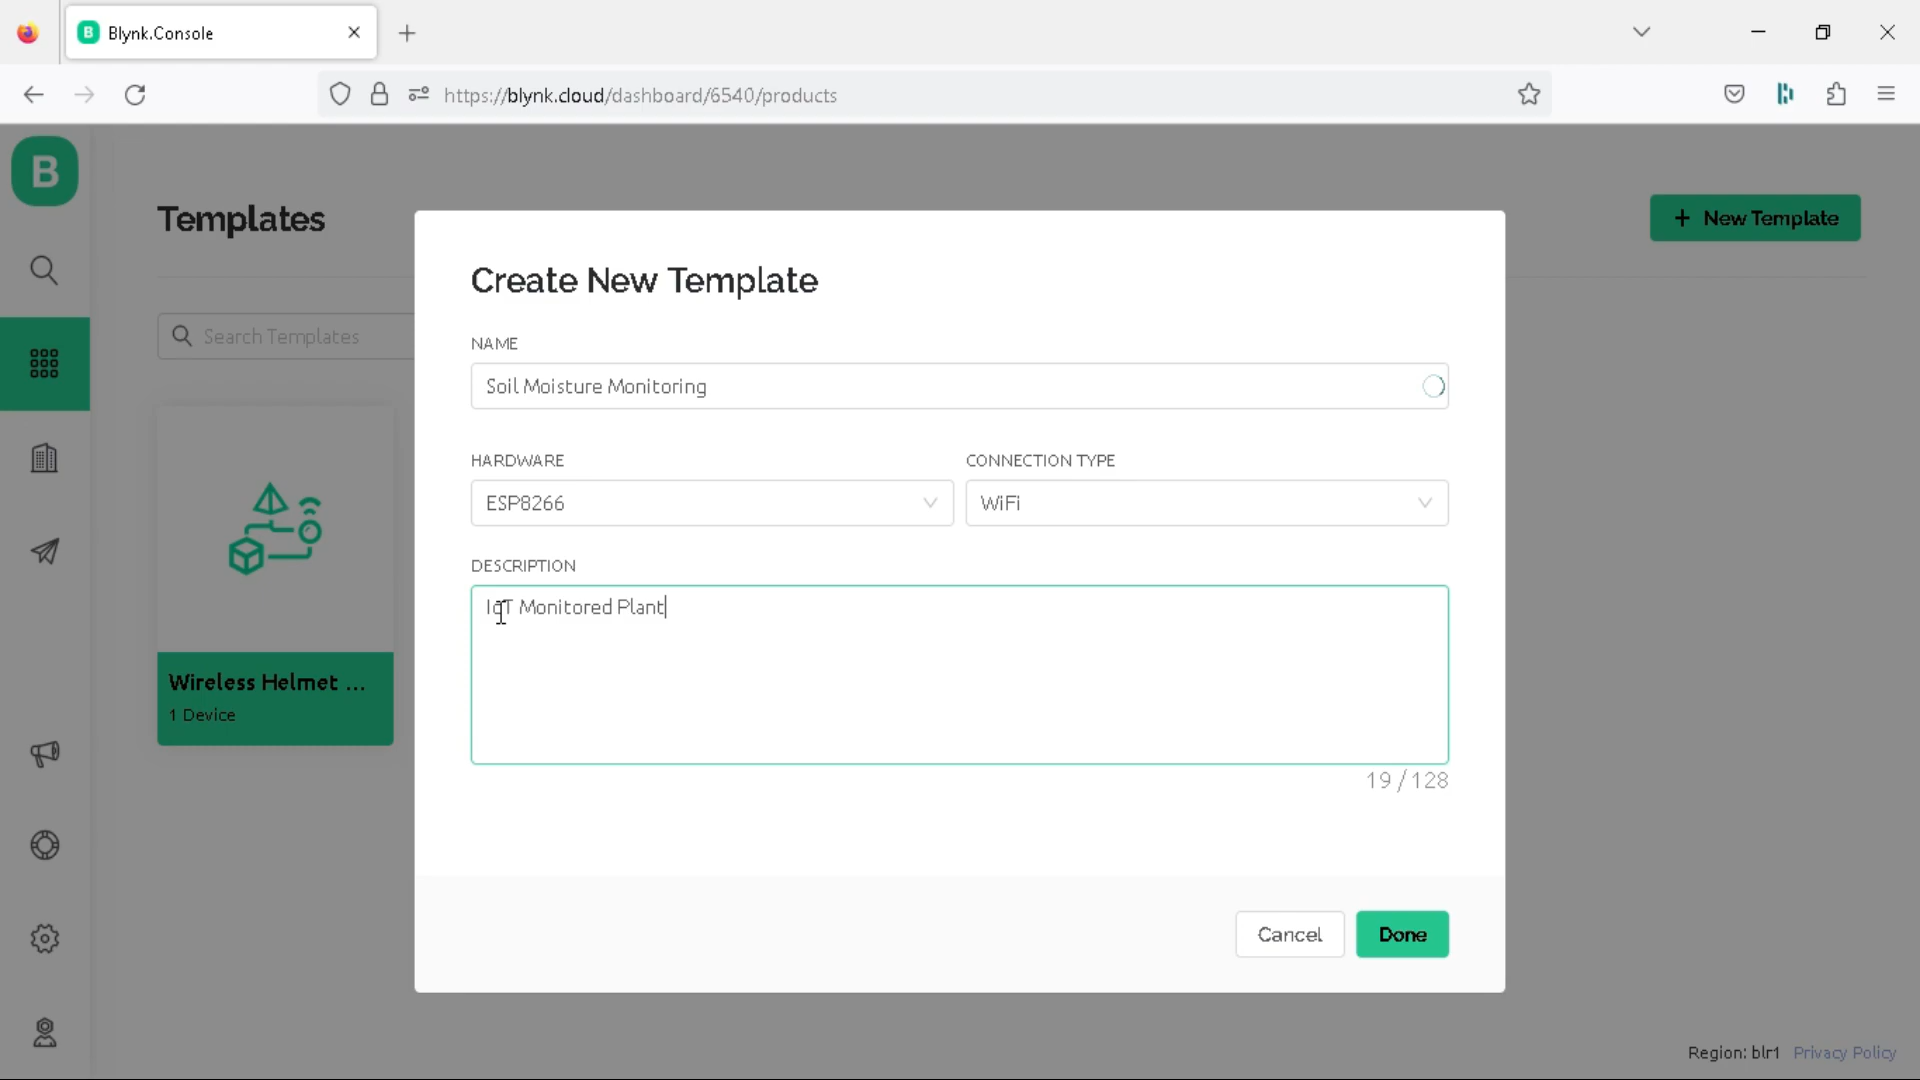 B Blynk.Console
https://blynk.cloud/dashboard/6540/products
B
Templates
+ New Template
Search Templates
Wireless Helmet ...
1 Device
Create New Template
NAME
Soil Moisture Monitoring
HARDWARE
CONNECTION TYPE
ESP8266
WiFi
DESCRIPTION
IoT Monitored Plant
19 / 128
Cancel
Done
Region: blr1 Privacy Policy